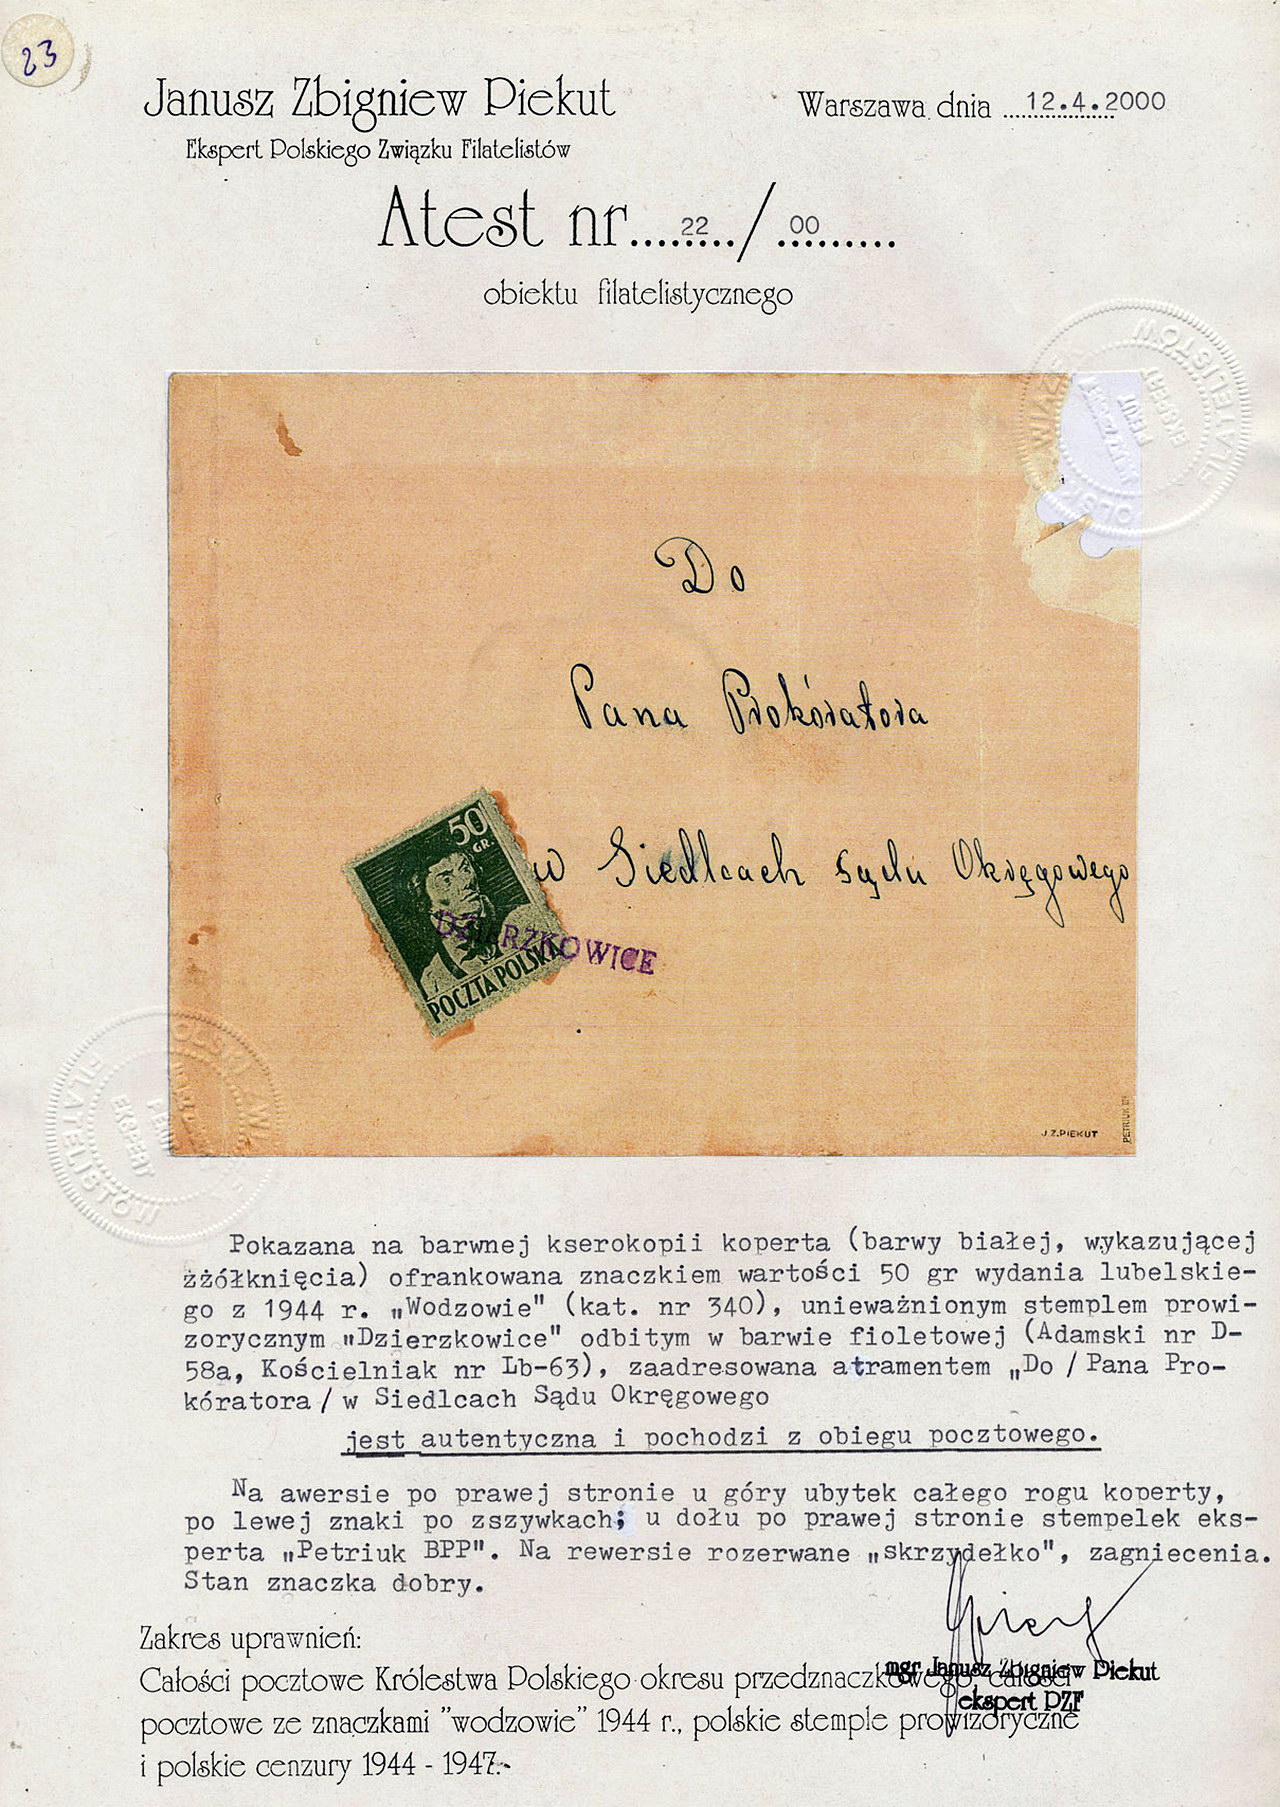 23
Janusz Zbigniew Piekut
Warszawa dnia 12.4.2000
Ekspert Polskiego Związku Filatelistów
Atest nr 22 / 00
obiektu filatelistycznego
Do
Pana Prokóratora
w Siedlcach Sądu Okręgowego
50
GR.
POCZTA POLSKA
DZIERZKOWICE
J.Z.PIEKUT
Pokazana na barwnej kserokopii koperta (barwy białej, wykazującej
żżółknięcia) ofrankowana znaczkiem wartości 50 gr wydania lubelskie-
go z 1944 r. „Wodzowie" (kat. nr 340), unieważnionym stemplem prowi-
zorycznym „Dzierzkowice" odbitym w barwie fioletowej (Adamski nr D-
58a, Kościelniak nr Lb-63), zaadresowana atramentem „Do / Pana Pro-
kóratora / w Siedlcach Sądu Okręgowego
jest autentyczna i pochodzi z obiegu pocztowego.
Na awersie po prawej stronie u góry ubytek całego rogu koperty,
po lewej znaki po zszywkach; u dołu po prawej stronie stempelek eks-
perta „Petriuk BPP". Na rewersie rozerwane „skrzydełko", zagniecenia.
Stan znaczka dobry.
Zakres uprawnień:
Całości pocztowe Królestwa Polskiego okresu przedznaczkowego, całości
pocztowe ze znaczkami "wodzowie" 1944 r., polskie stemple prowizoryczne
i polskie cenzury 1944 - 1947.
mgr Janusz Zbigniew Piekut
ekspert PZF